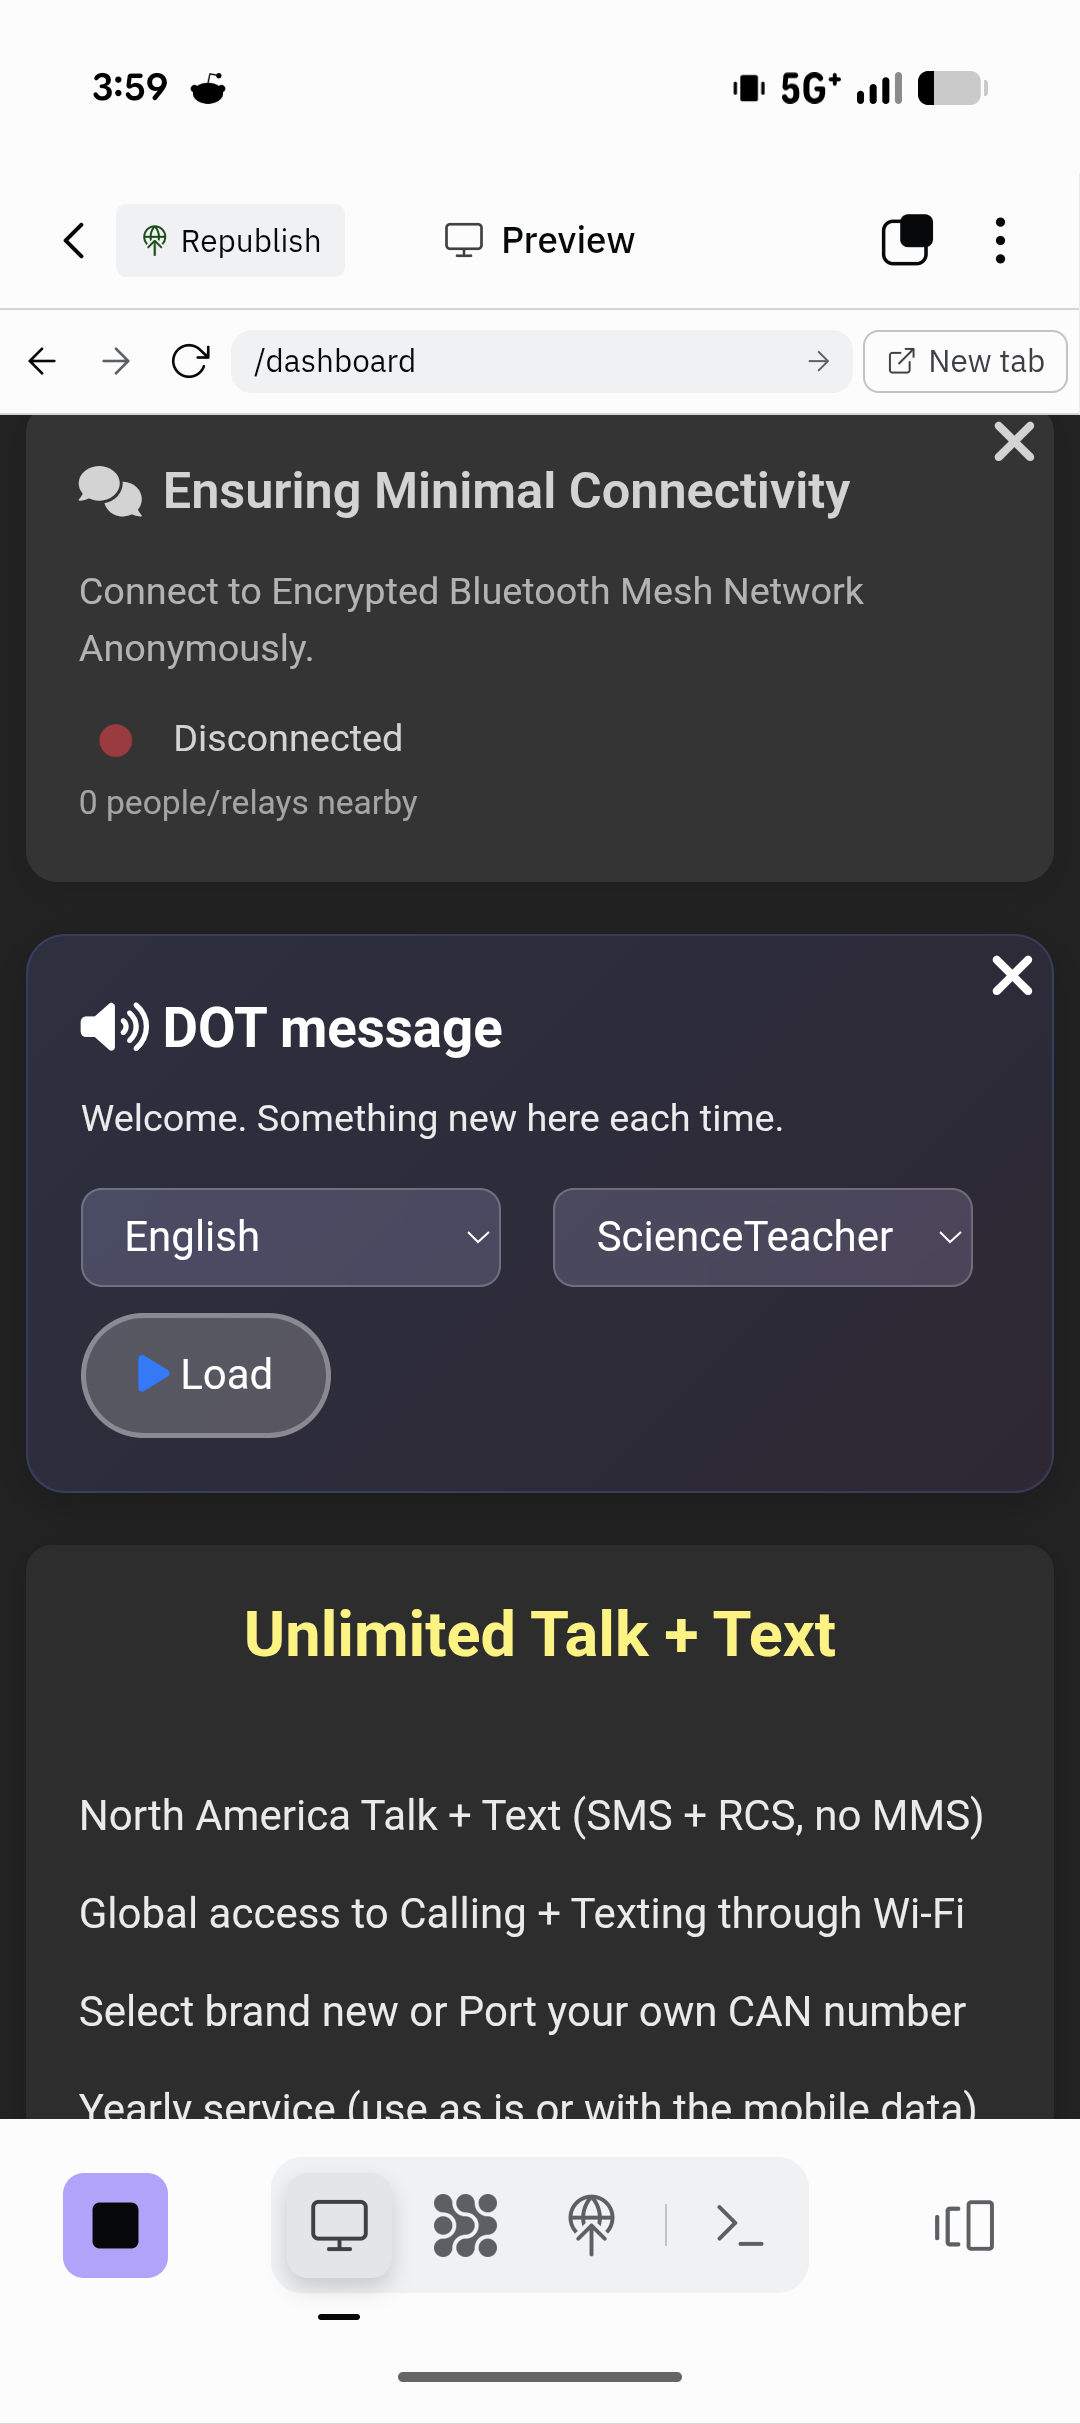 3:59
5G+
Republish
Preview
/dashboard
New tab
Ensuring Minimal Connectivity
Connect to Encrypted Bluetooth Mesh Network
Anonymously.
Disconnected
0 people/relays nearby
DOT message
Welcome. Something new here each time.
English
ScienceTeacher
Load
Unlimited Talk + Text
North America Talk + Text (SMS + RCS, no MMS)
Global access to Calling + Texting through Wi-Fi
Select brand new or Port your own CAN number
Yearly service (use as is or with the mobile data)